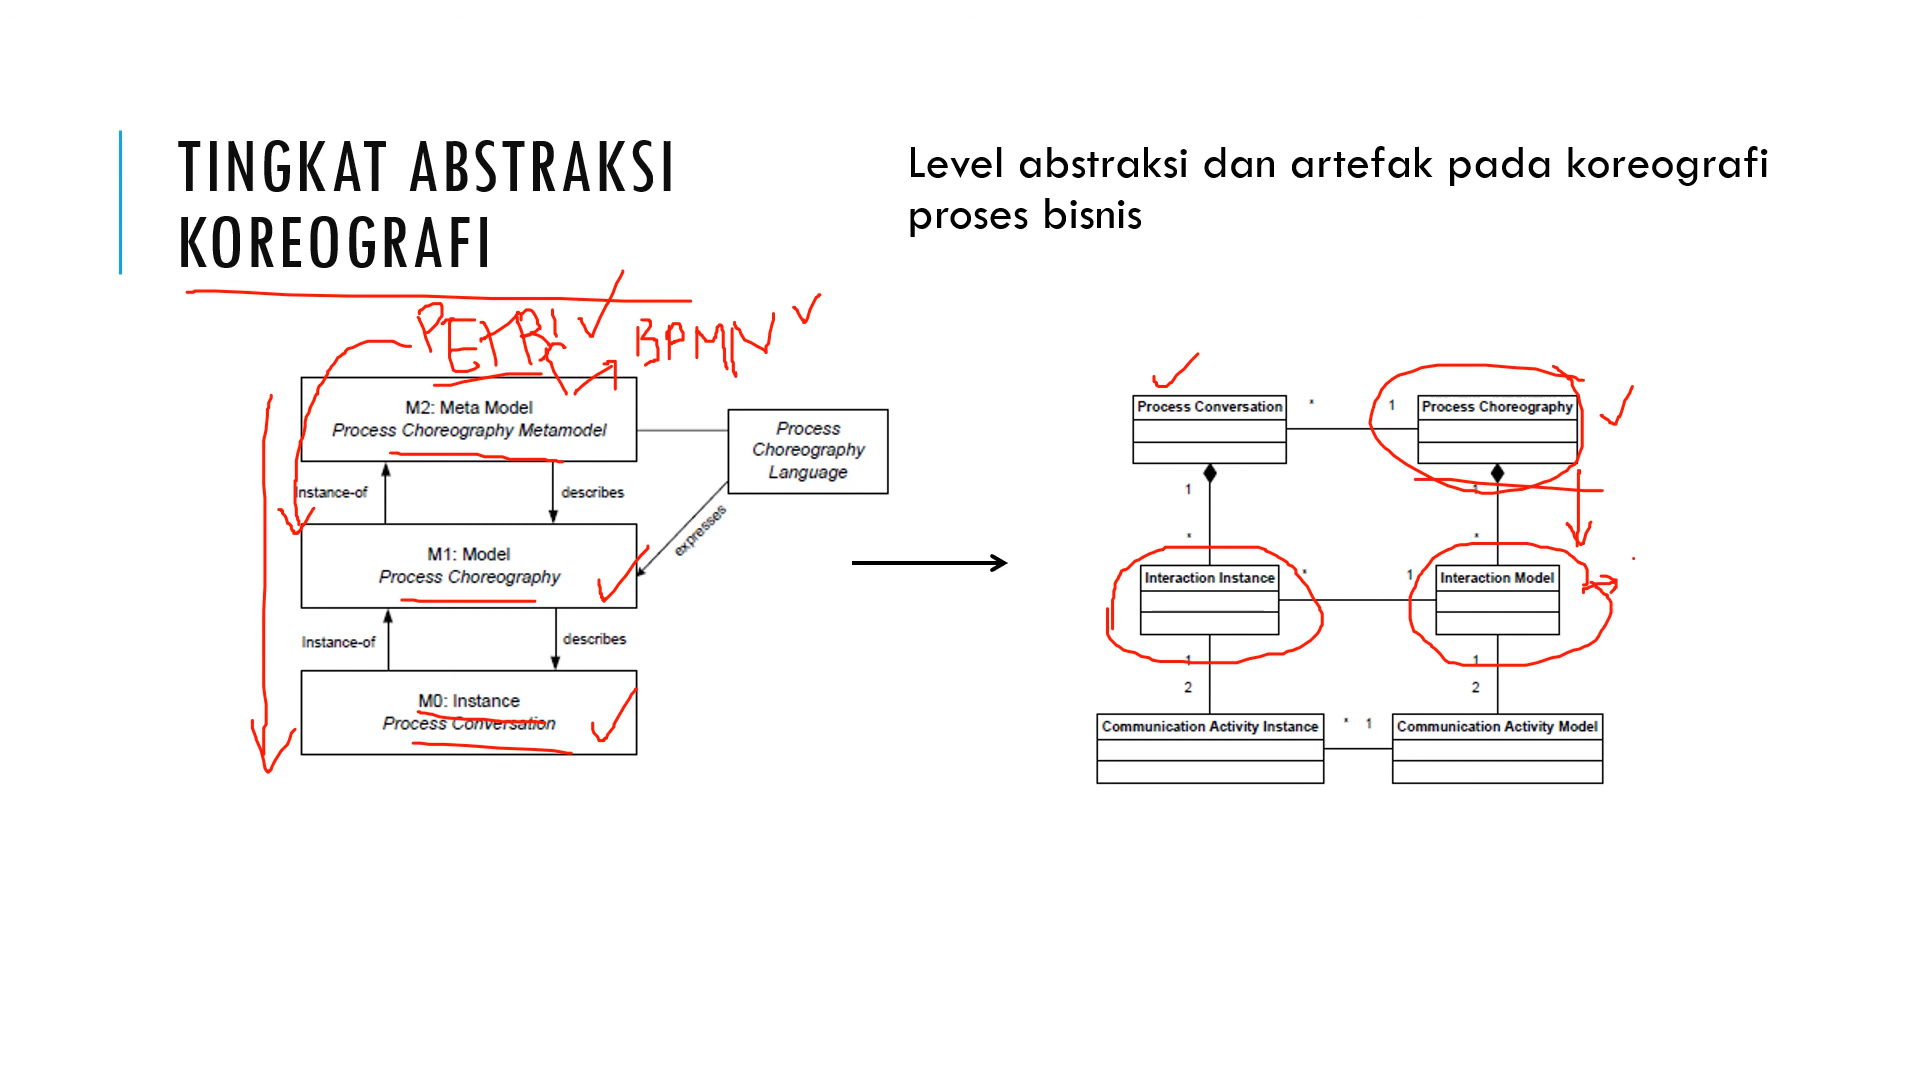 TINGKAT ABSTRAKSI
KOREOGRAFI
Level abstraksi dan artefak pada koreografi
proses bisnis
PETRI
BPMN
M2: Meta Model
Process Choreography Metamodel
Process
Choreography
Language
Instance-of
describes
expresses
M1: Model
Process Choreography
Instance-of
describes
M0: Instance
Process Conversation
Process Conversation
*
1
Process Choreography
1
1
*
*
Interaction Instance
*
1
Interaction Model
1
1
2
2
Communication Activity Instance
*
1
Communication Activity Model